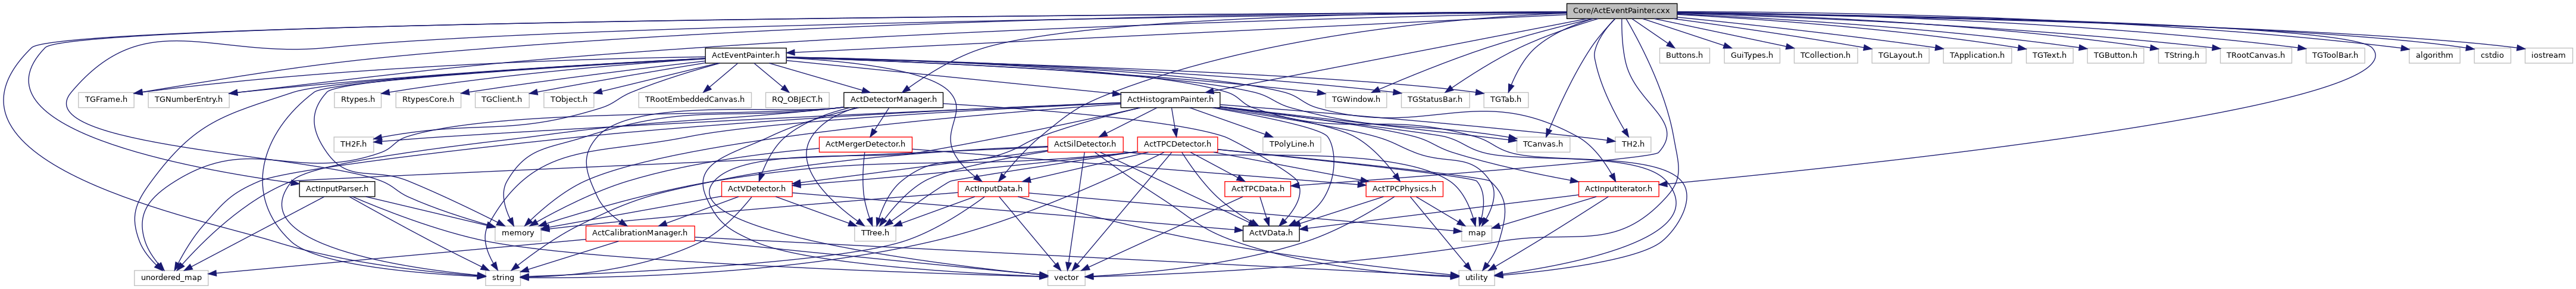 Core/ActEventPainter.cxx
ActEventPainter.h
Buttons.h
GuiTypes.h
TCollection.h
TGLayout.h
TApplication.h
TGText.h
TGButton.h
TString.h
TRootCanvas.h
TGToolBar.h
algorithm
cstdio
iostream
TGFrame.h
TGNumberEntry.h
Rtypes.h
RtypesCore.h
TGClient.h
TObject.h
TRootEmbeddedCanvas.h
RQ_OBJECT.h
ActDetectorManager.h
ActHistogramPainter.h
TGWindow.h
TGStatusBar.h
TGTab.h
TH2F.h
ActMergerDetector.h
ActSilDetector.h
ActTPCDetector.h
TPolyLine.h
TCanvas.h
TH2.h
ActInputParser.h
ActVDetector.h
ActInputData.h
ActTPCData.h
ActTPCPhysics.h
ActInputIterator.h
memory
ActCalibrationManager.h
TTree.h
ActVData.h
map
unordered_map
string
vector
utility